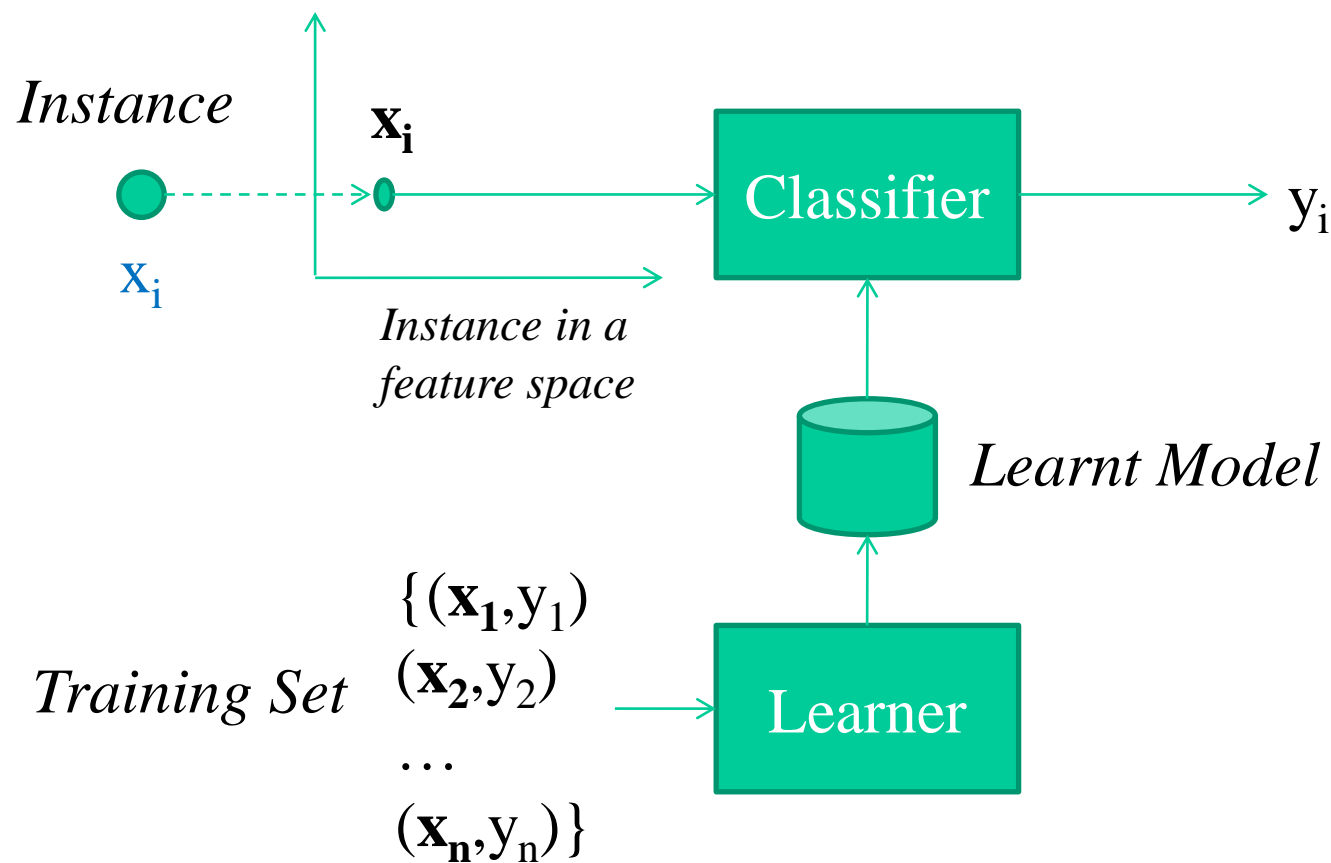 Instance
xᵢ
xᵢ
Instance in a
feature space
Classifier
yᵢ
Learnt Model
Training Set
{(x₁,y₁)
(x₂,y₂)
…
(xₙ,yₙ)}
Learner